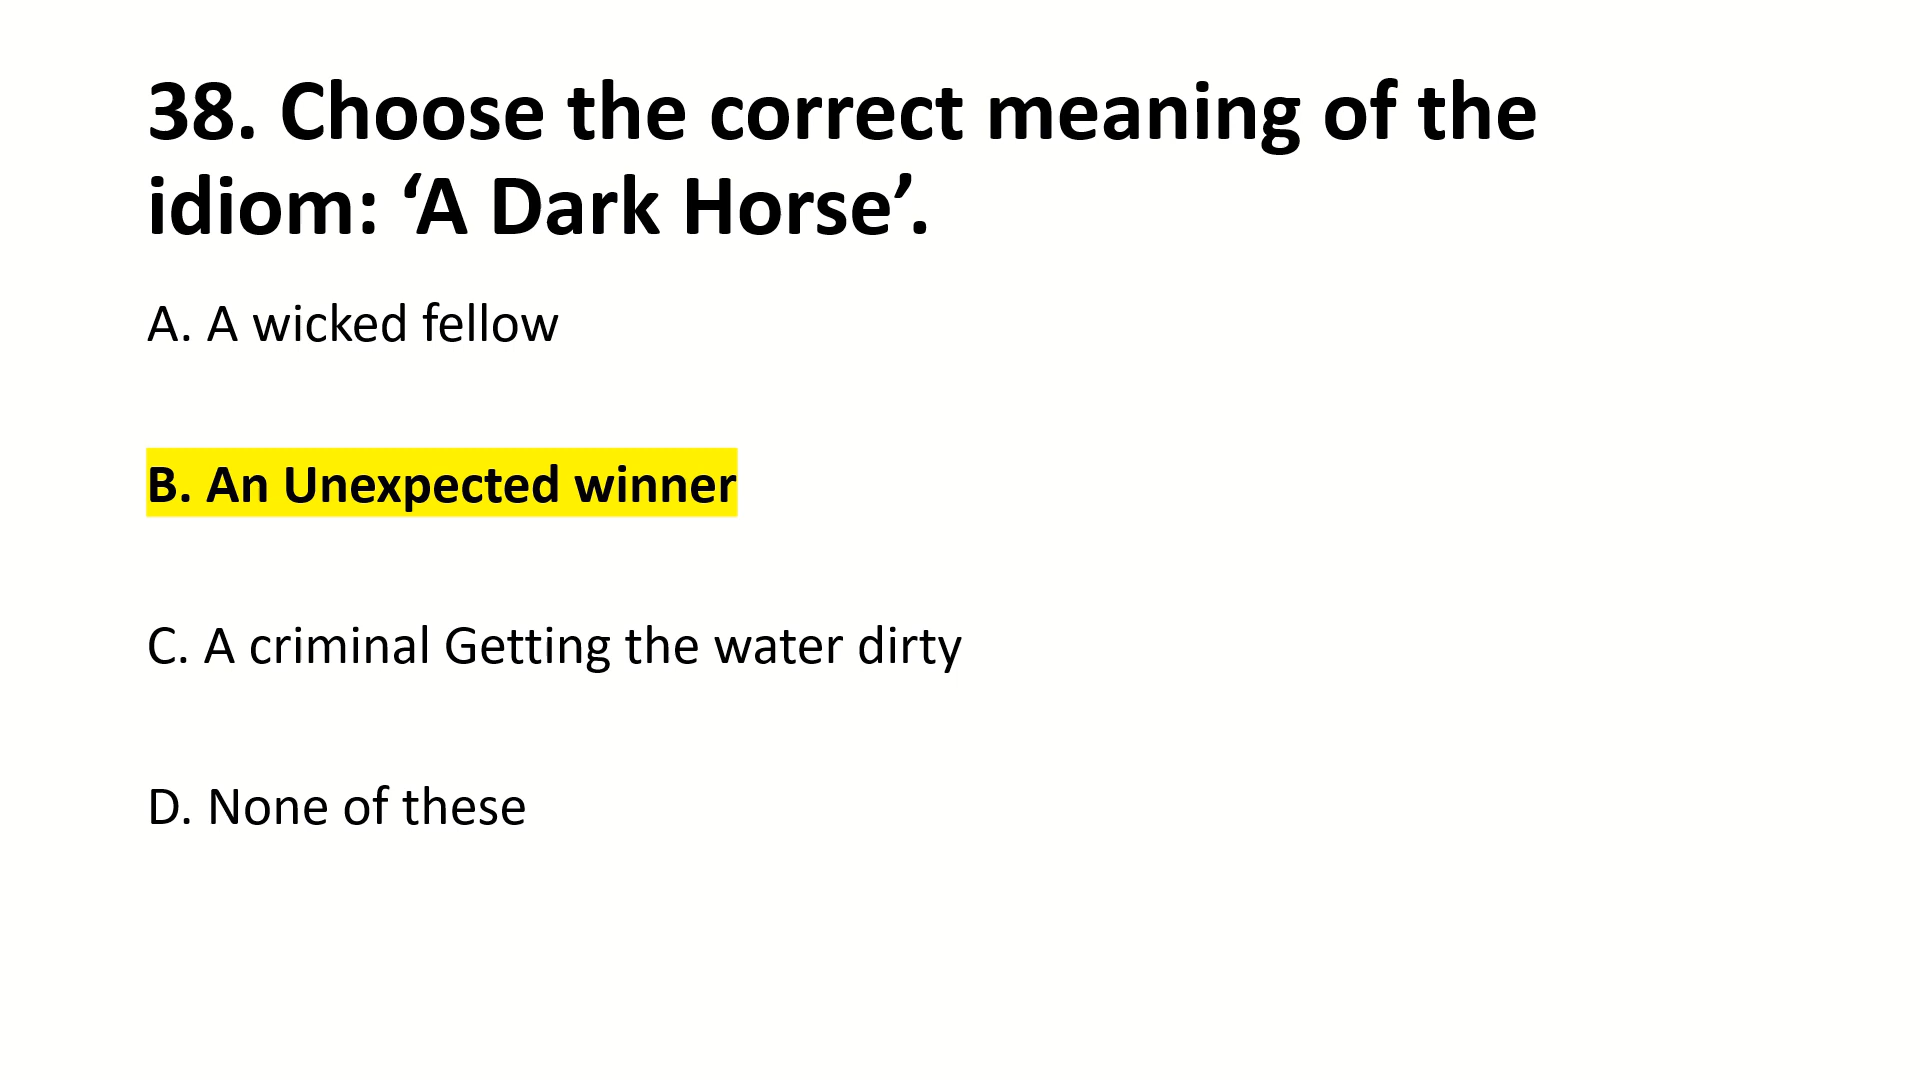 38. Choose the correct meaning of the
idiom: ‘A Dark Horse’.
A. A wicked fellow
B. An Unexpected winner
C. A criminal Getting the water dirty
D. None of these